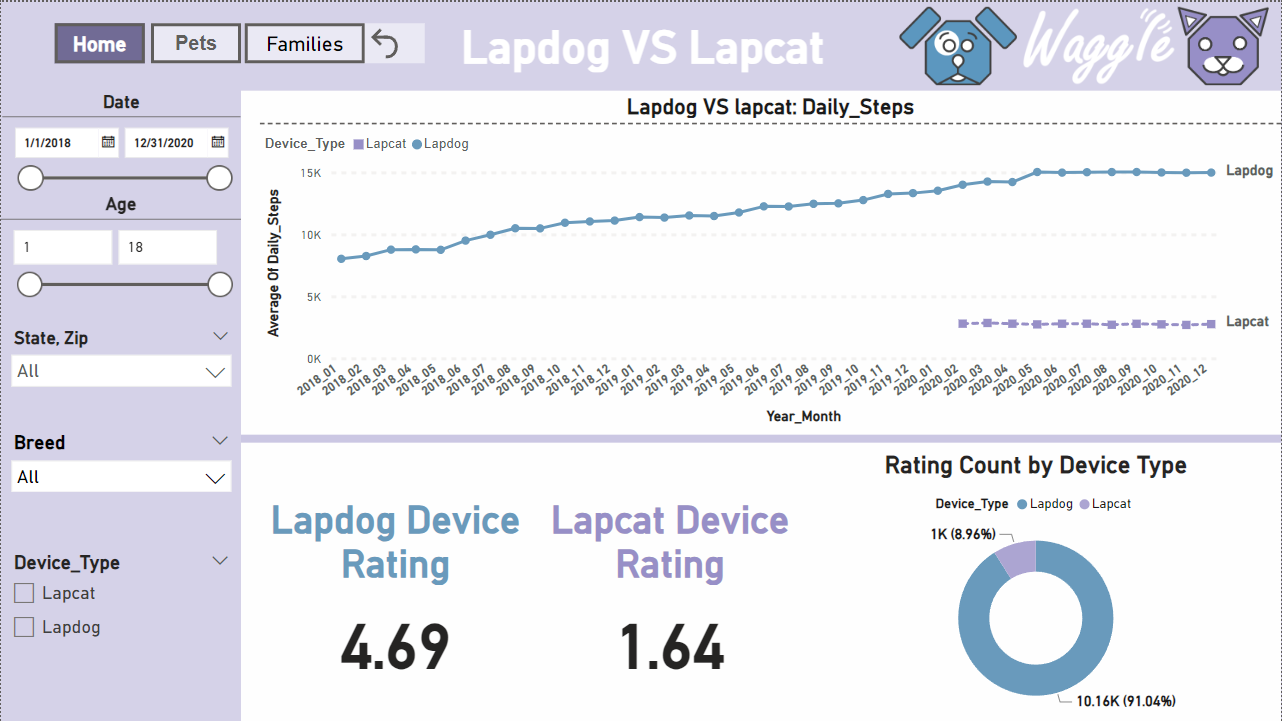 Home
Pets
Families
Lapdog VS Lapcat
Waggle
Date
1/1/2018
12/31/2020
Age
1
18
State, Zip
All
Breed
All
Device_Type
Lapcat
Lapdog
Lapdog VS lapcat: Daily_Steps
Device_Type Lapcat Lapdog
Average Of Daily_Steps
15K
10K
5K
0K
Lapdog
Lapcat
2018_01
2018_02
2018_03
2018_04
2018_05
2018_06
2018_07
2018_08
2018_09
2018_10
2018_11
2018_12
2019_01
2019_02
2019_03
2019_04
2019_05
2019_06
2019_07
2019_08
2019_09
2019_10
2019_11
2019_12
2020_01
2020_02
2020_03
2020_04
2020_05
2020_06
2020_07
2020_08
2020_09
2020_10
2020_11
2020_12
Year_Month
Lapdog Device
Rating
4.69
Lapcat Device
Rating
1.64
Rating Count by Device Type
Device_Type Lapdog Lapcat
1K (8.96%)
10.16K (91.04%)